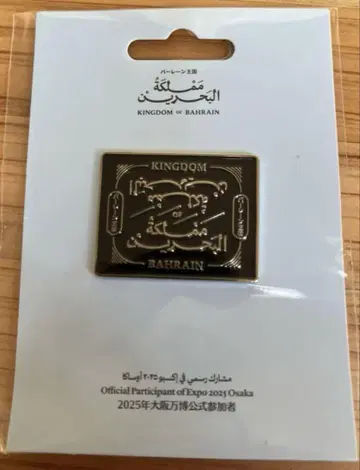 バーレーン王国
مملكة
البحرين
KINGDOM OF BAHRAIN
KINGDOM
OF
مملكة
البحرين
BAHRAIN
مشارك رسمي في إكسبو ٢٠٢٥ أوساكا
Official Participant of Expo 2025 Osaka
2025年大阪万博公式参加者